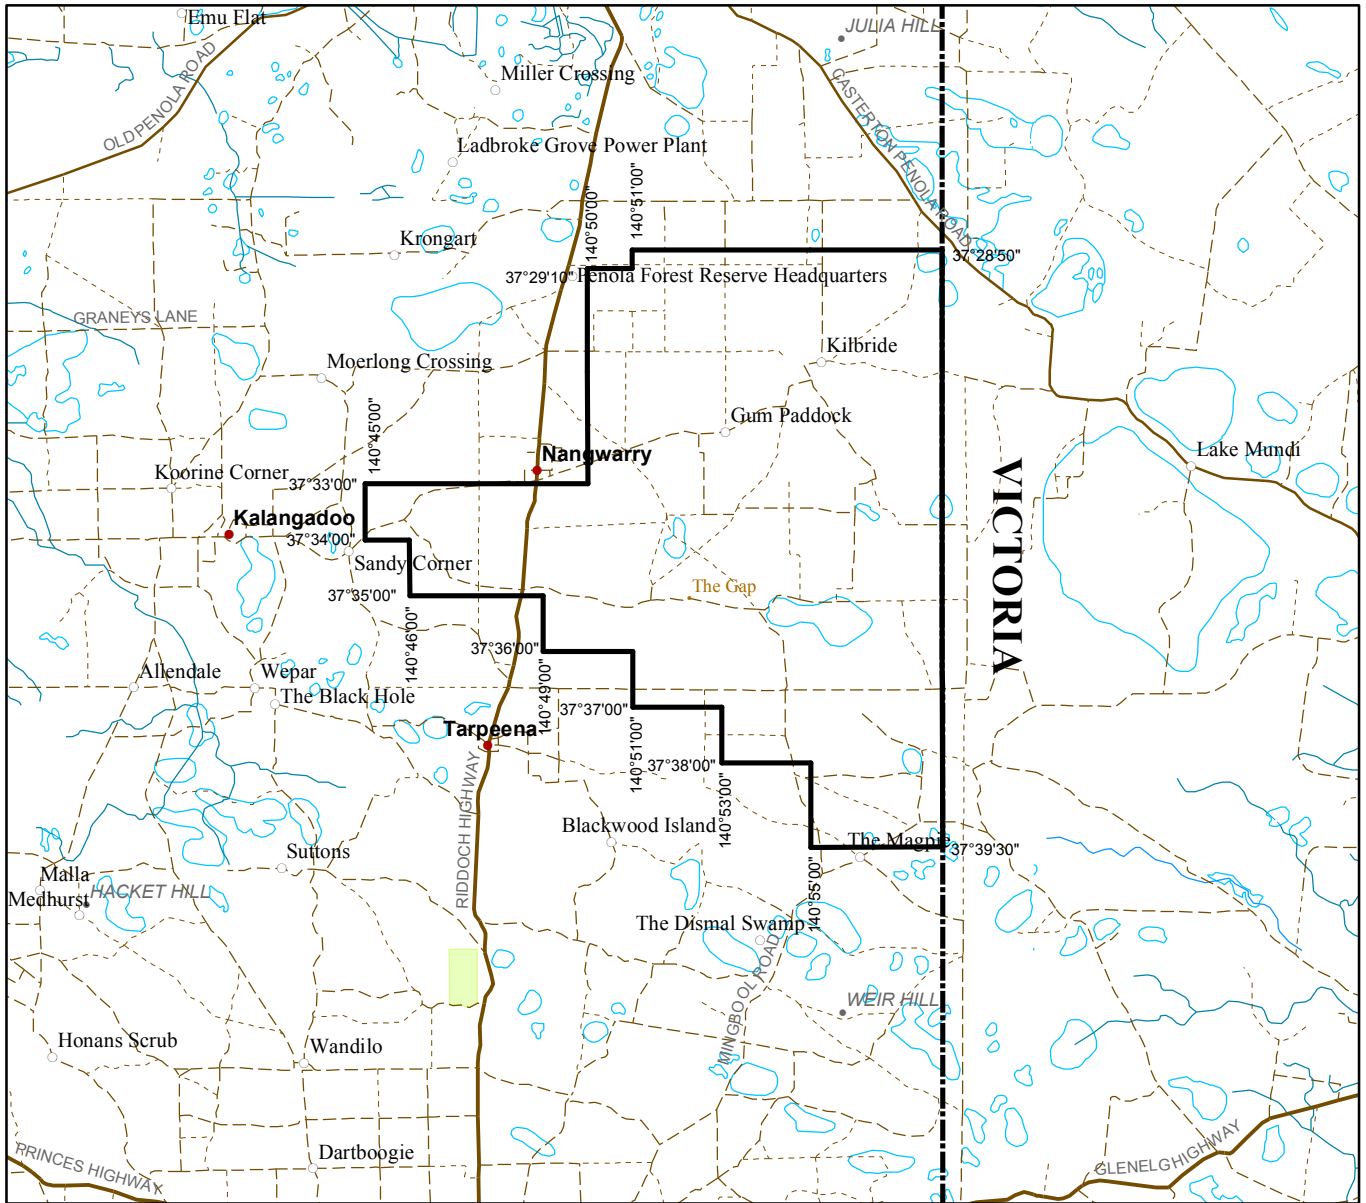 Emu Flat
JULIA HILL
OLD PENOLA ROAD
Miller Crossing
CASTERTON PENOLA ROAD
Ladbroke Grove Power Plant
140°50'00"
140°51'00"
Krongart
37°28'50"
37°29'10"
Penola Forest Reserve Headquarters
GRANEYS LANE
Kilbride
Moerlong Crossing
140°45'00"
Gum Paddock
Nangwarry
Lake Mundi
Koorine Corner
37°33'00"
VICTORIA
Kalangadoo
37°34'00"
Sandy Corner
The Gap
37°35'00"
140°46'00"
37°36'00"
140°49'00"
Allendale
Wepar
The Black Hole
37°37'00"
140°51'00"
Tarpeena
37°38'00"
140°53'00"
RIDDOCH HIGHWAY
Blackwood Island
The Magpie
37°39'30"
140°55'00"
Suttons
Malla
HACKET HILL
Medhurst
The Dismal Swamp
MINGBOOL ROAD
WEIR HILL
Honans Scrub
Wandilo
Dartboogie
PRINCES HIGHWAY
GLENELG HIGHWAY